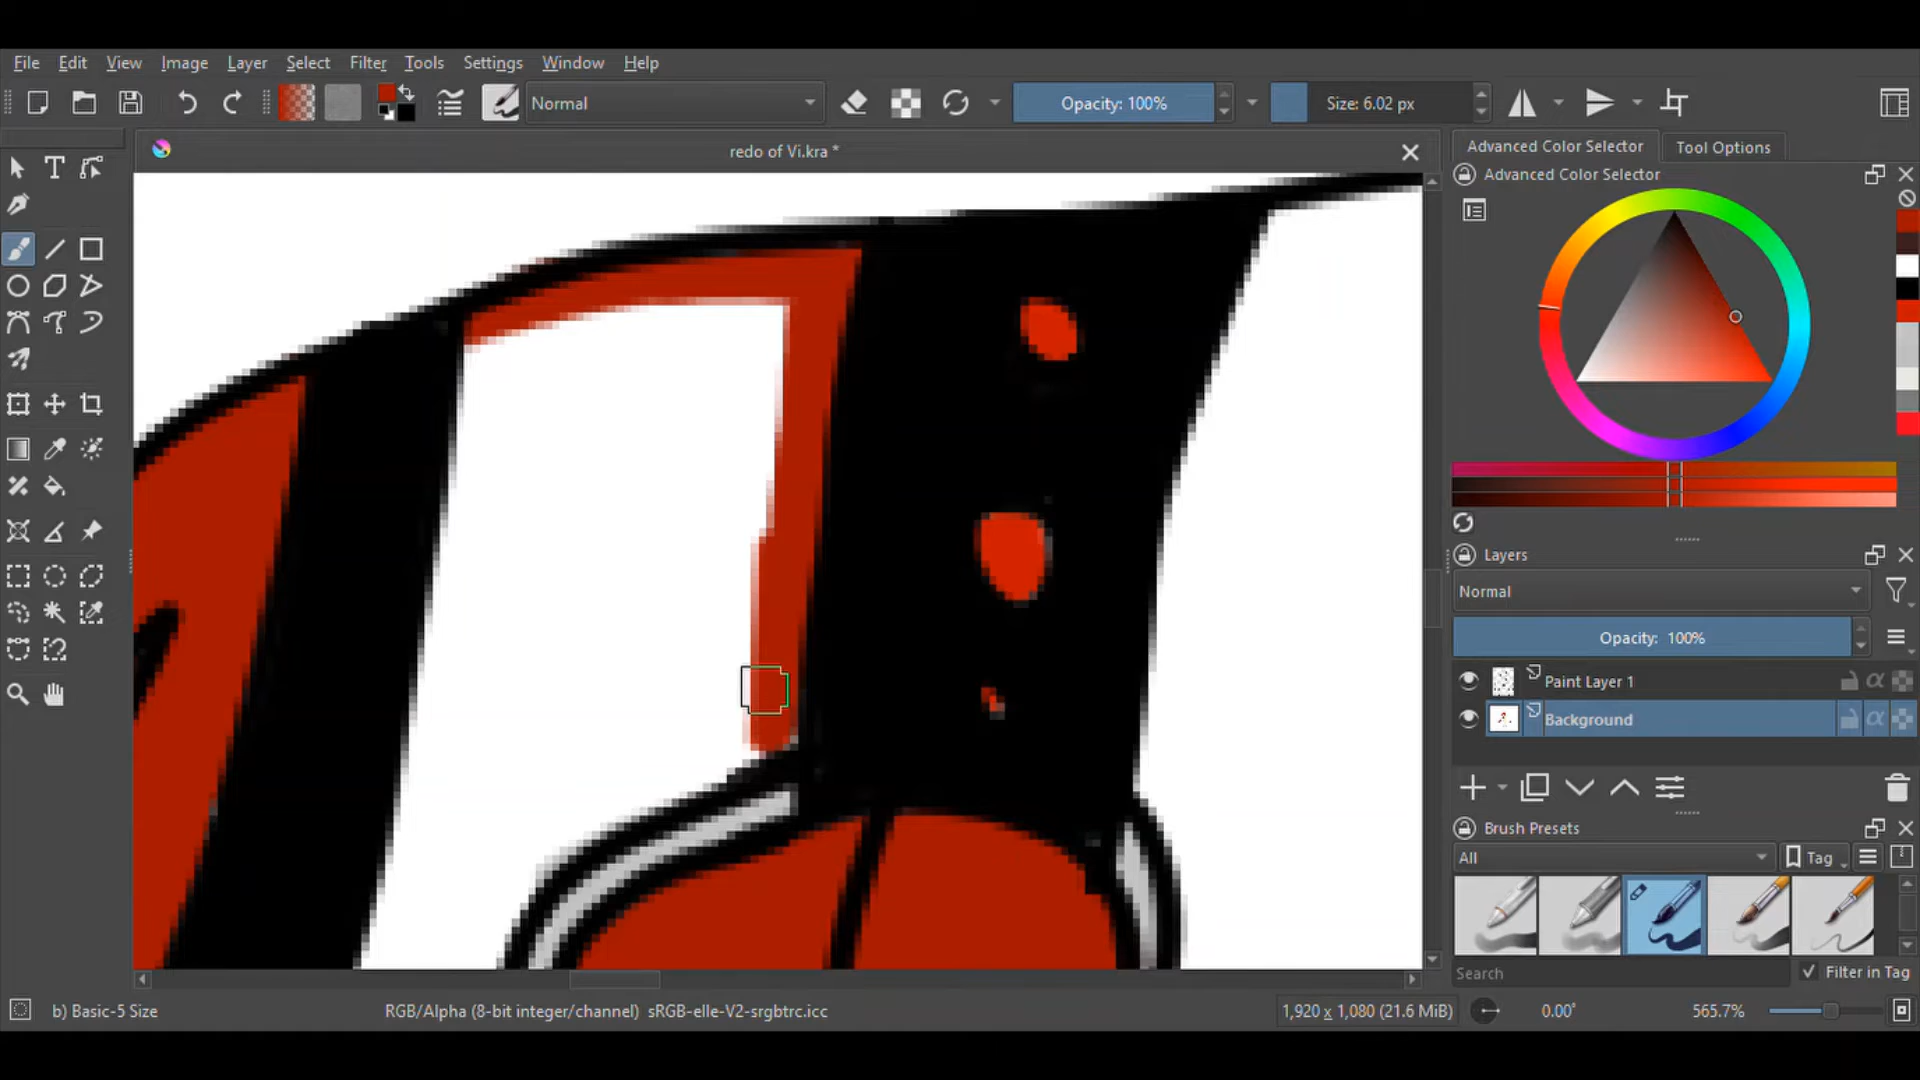 File Edit View Image Layer Select Filter Tools Settings Window Help
Normal Opacity: 100% Size: 6.02 px
redo of Vi.kra *
Advanced Color Selector Tool Options
Advanced Color Selector
Layers
Normal
Opacity: 100%
Paint Layer 1
Background
Brush Presets
All Tag
Search Filter in Tag
b) Basic-5 Size RGB/Alpha (8-bit integer/channel) sRGB-elle-V2-srgbtrc.icc 1,920 x 1,080 (21.6 MiB) 0.00° 565.7%